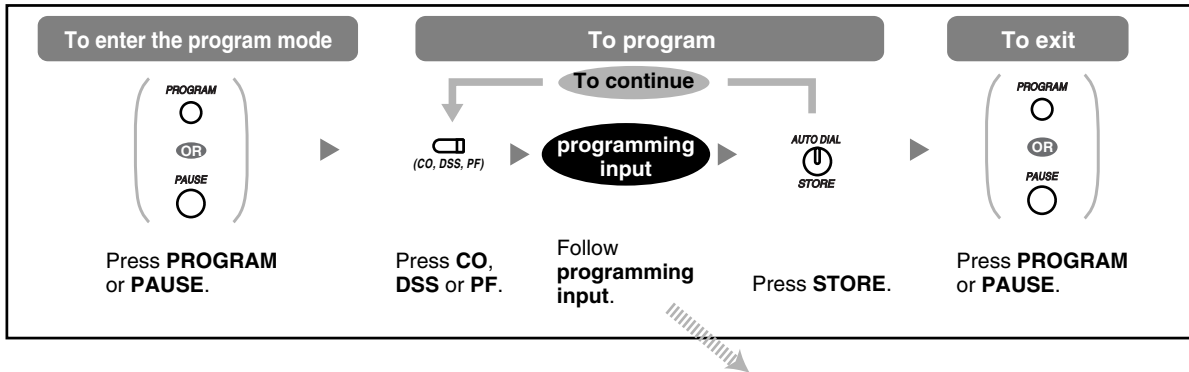 To enter the program mode
To program
To exit
To continue
PROGRAM
OR
PAUSE
(CO, DSS, PF)
programming
input
AUTO DIAL
STORE
PROGRAM
OR
PAUSE
Press PROGRAM
or PAUSE.
Press CO,
DSS or PF.
Follow
programming
input.
Press STORE.
Press PROGRAM
or PAUSE.